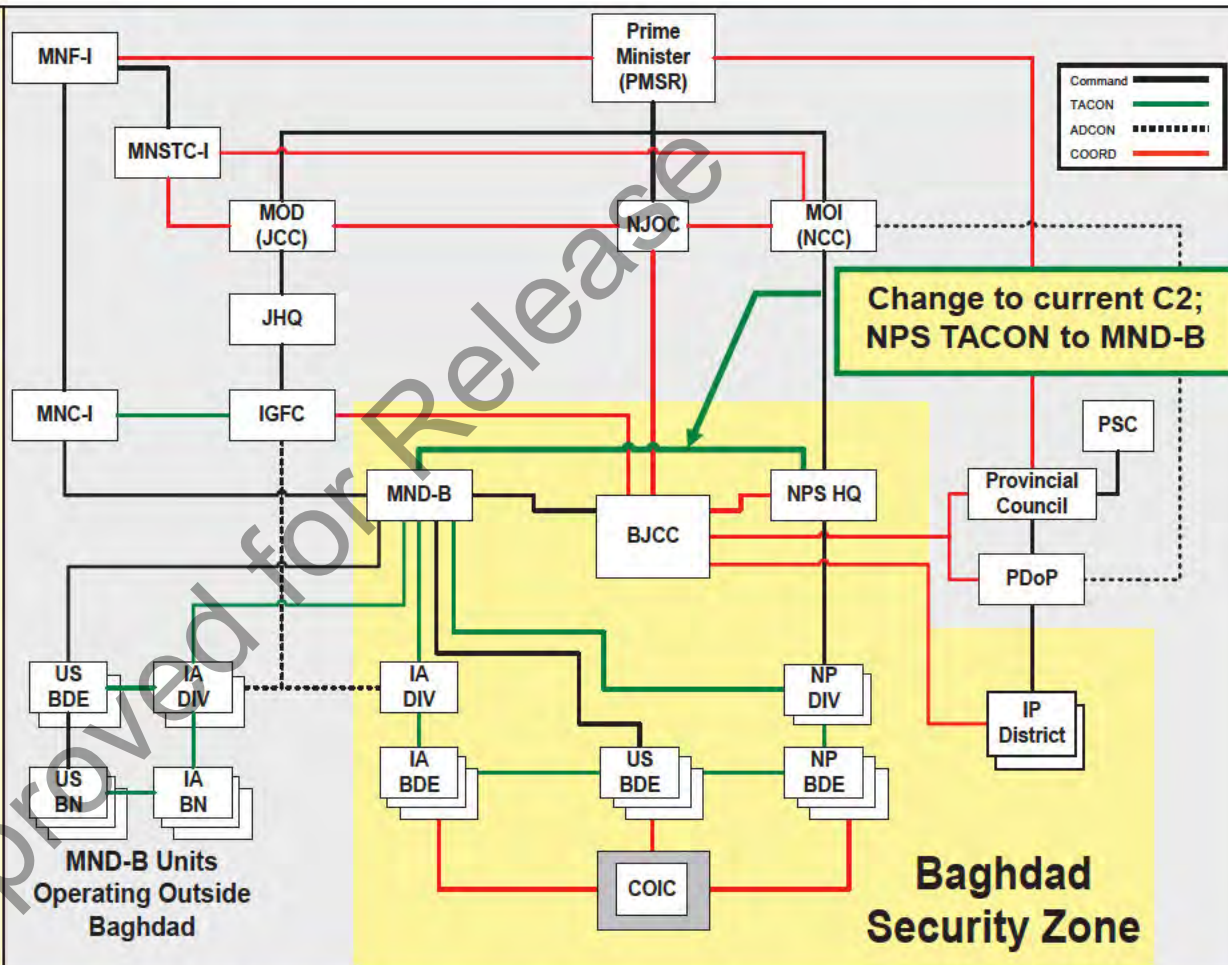 MNF-I
Prime
Minister
(PMSR)
Command
TACON
ADCON
COORD
MNSTC-I
MOD
(JCC)
NJOC
MOI
(NCC)
Change to current C2;
NPS TACON to MND-B
JHQ
MNC-I
IGFC
PSC
MND-B
BJCC
NPS HQ
Provincial
Council
PDoP
US
BDE
IA
DIV
IA
DIV
NP
DIV
IP
District
US
BN
IA
BN
IA
BDE
US
BDE
NP
BDE
MND-B Units
Operating Outside
Baghdad
COIC
Baghdad
Security Zone
proved for Release